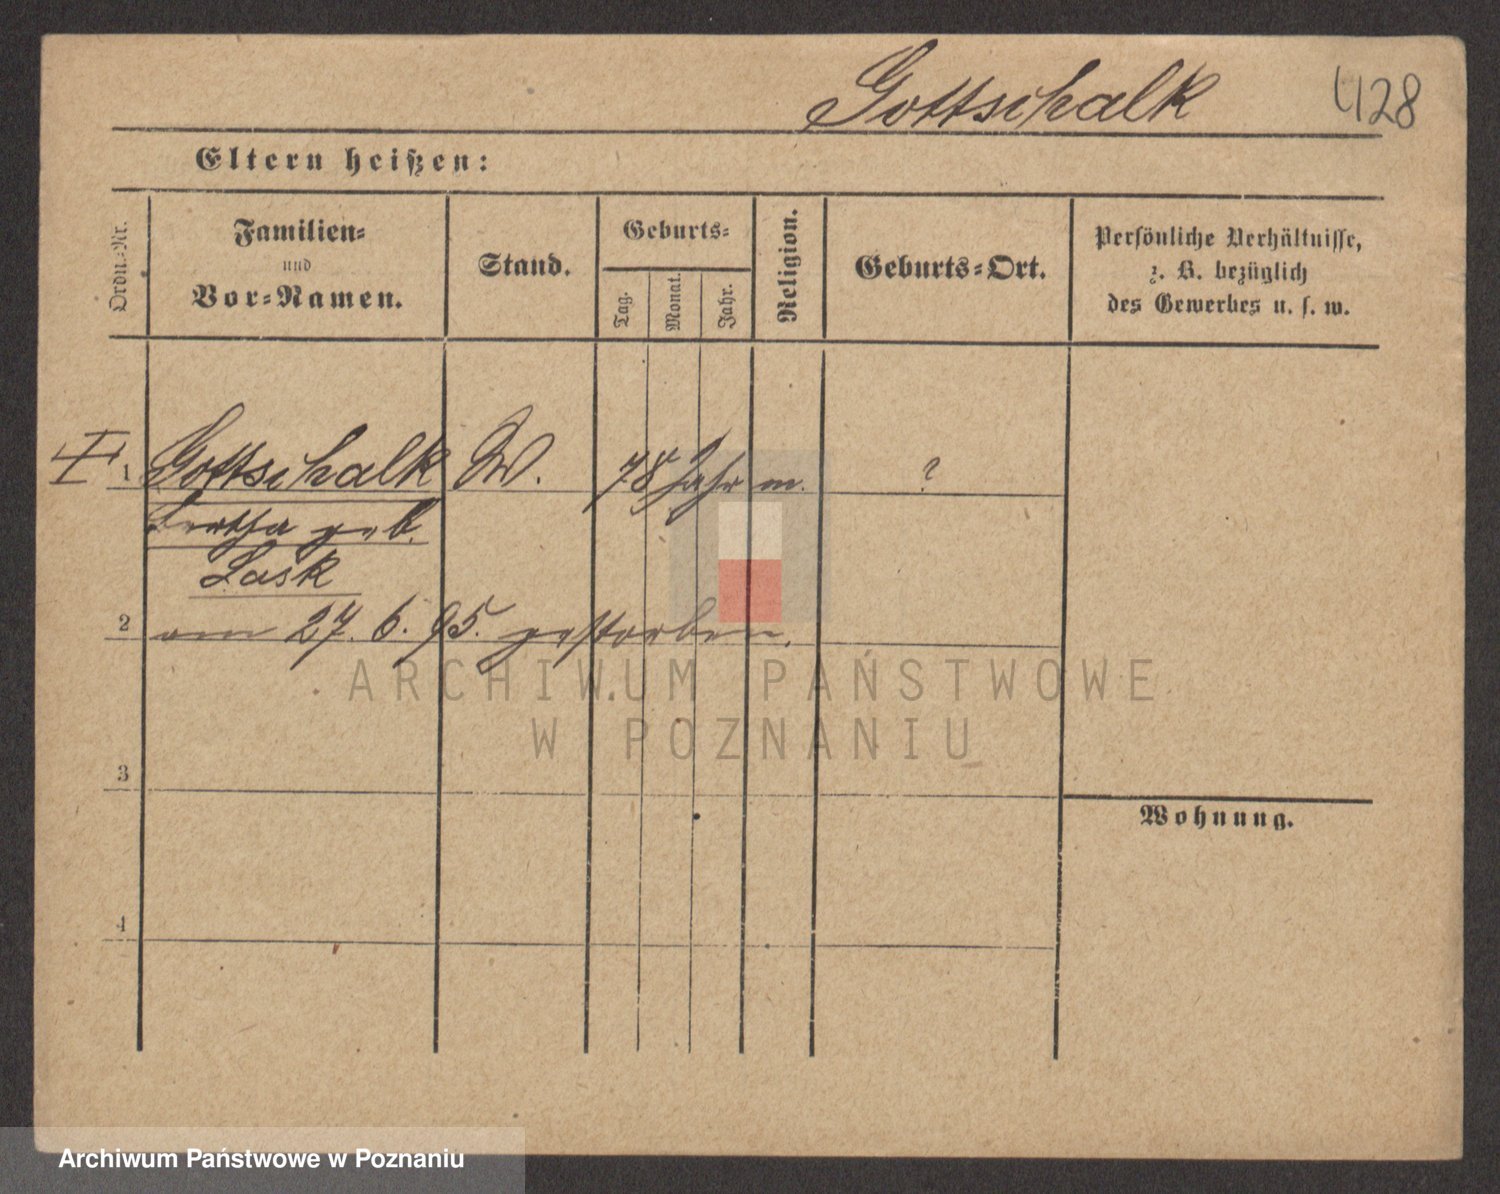 Gottschalk 428
Eltern heißen:
Ordn.-Nr.
Familien-
und
Vor-Namen.
Stand.
Geburts-
Tag.
Monat.
Jahr.
Religion.
Geburts-Ort.
Persönliche Verhältnisse,
z. B. bezüglich
des Gewerbes u. s. w.
1 Gottschalk W. 78 Jahr m. ?
Bertha geb.
Lask
2 am 27. 6. 95. gestorben.
ARCHIWUM PAŃSTWOWE
W POZNANIU
3
Wohnung.
4
Archiwum Państwowe w Poznaniu